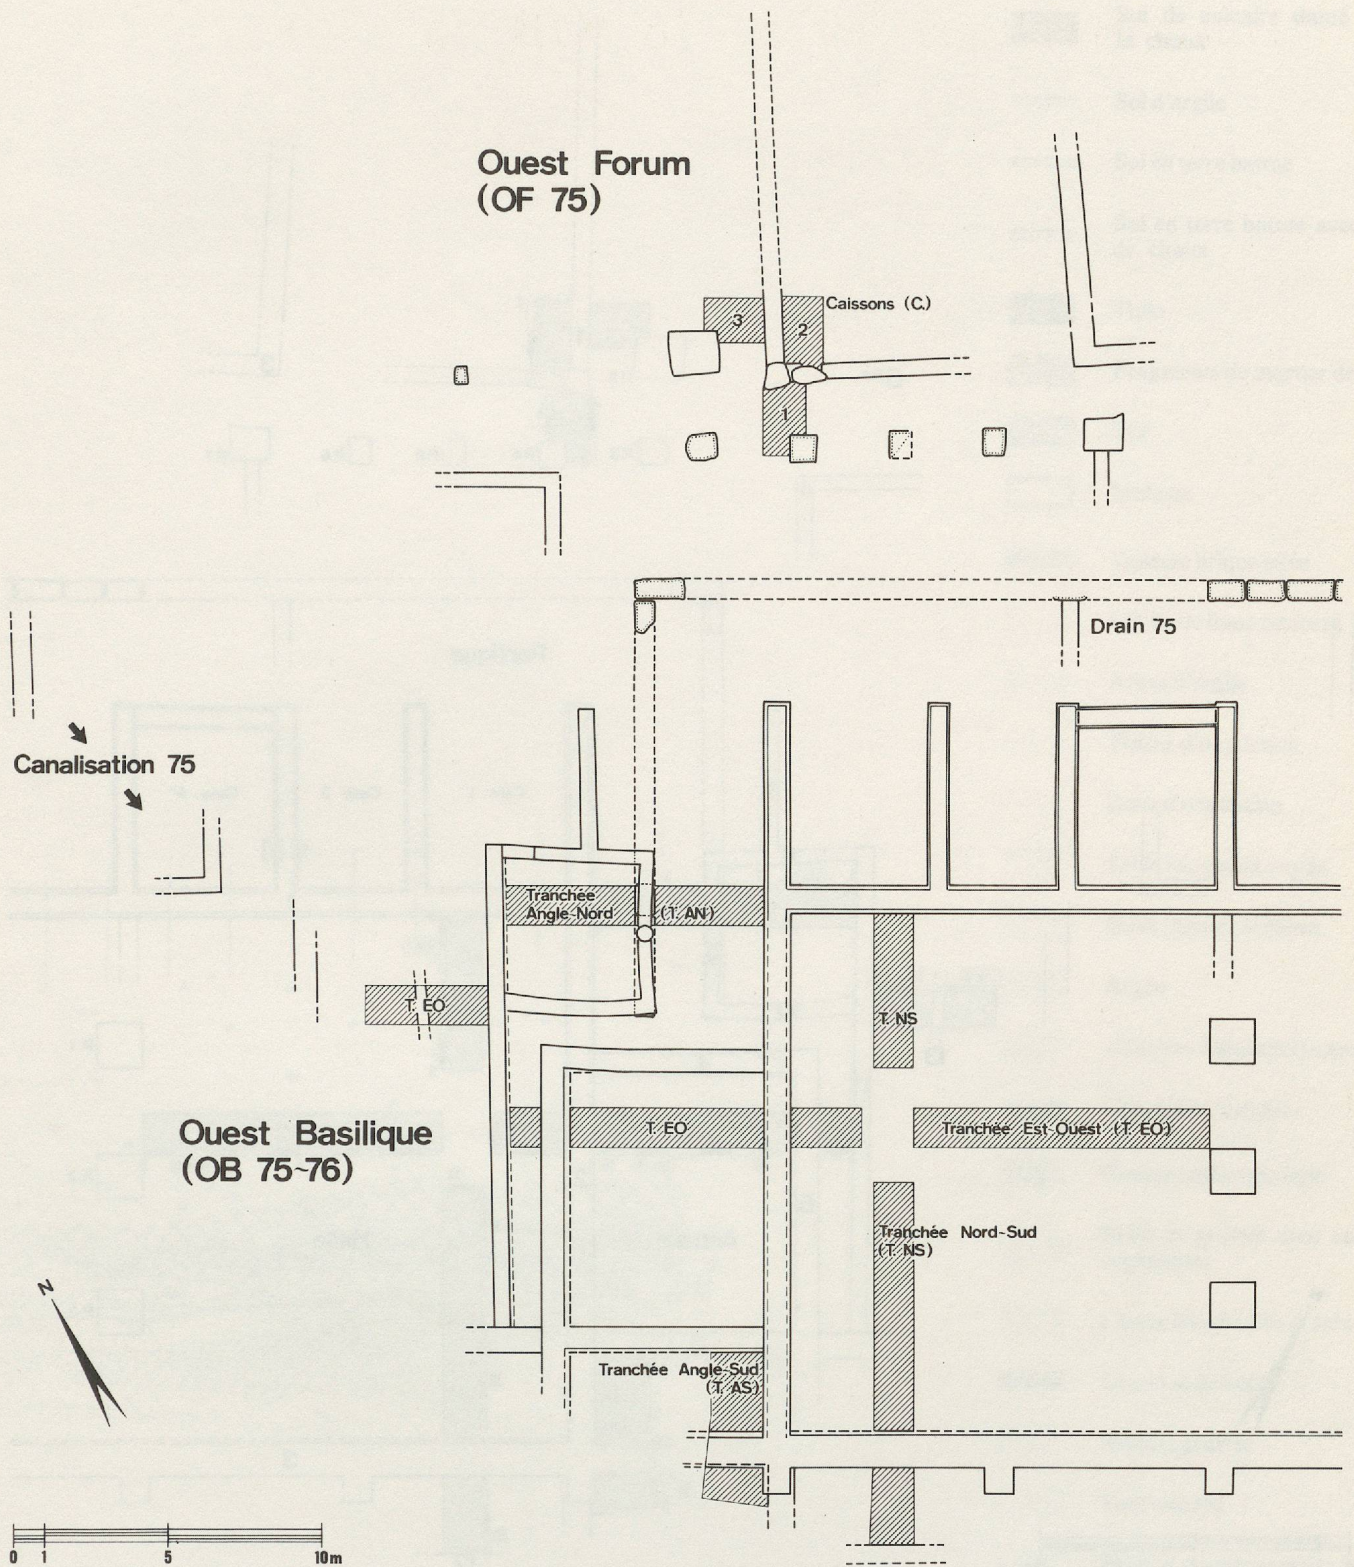 Ouest Forum
(OF 75)
Caissons (C.)
3
2
1
Drain 75
Canalisation 75
Tranchée
Angle-Nord
(T. AN)
T. EO
T. NS
Ouest Basilique
(OB 75~76)
T. EO
Tranchée Est-Ouest (T. EO)
Tranchée Nord-Sud
(T. NS)
N
Tranchée Angle-Sud
(T. AS)
0 1 5 10m